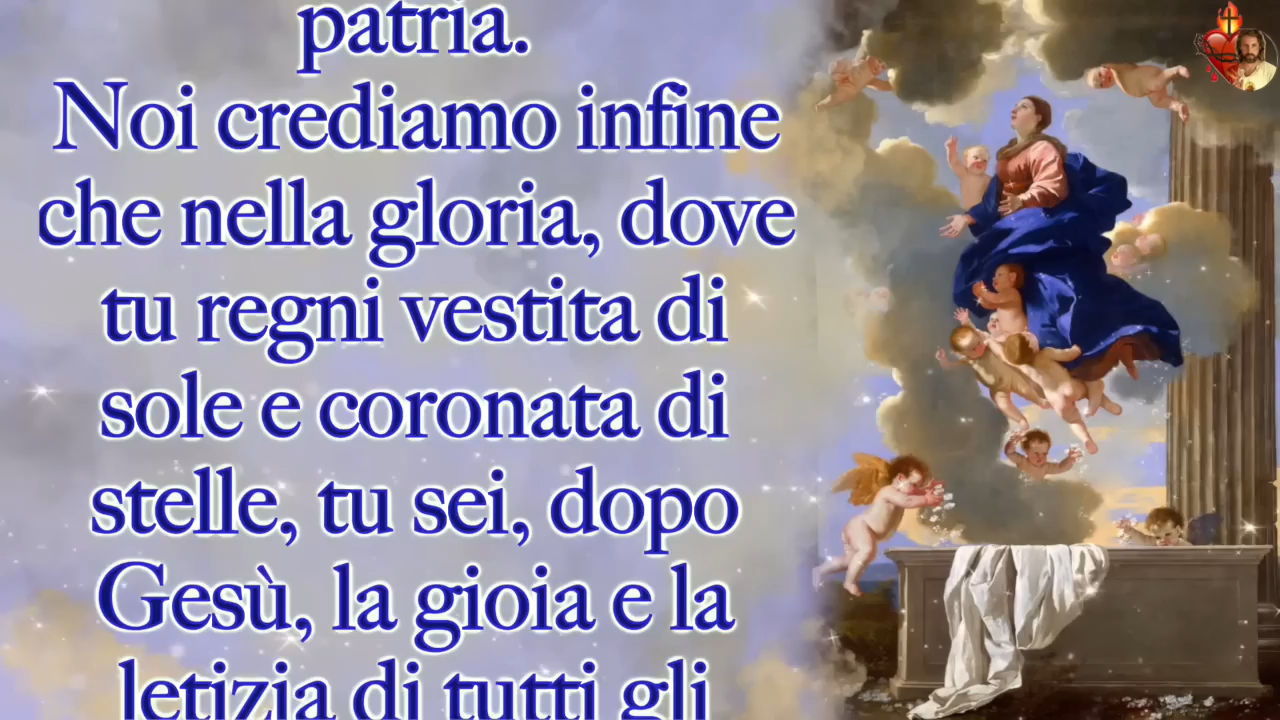 patria.
Noi crediamo infine
che nella gloria, dove
tu regni vestita di
sole e coronata di
stelle, tu sei, dopo
Gesù, la gioia e la
letizia di tutti gli